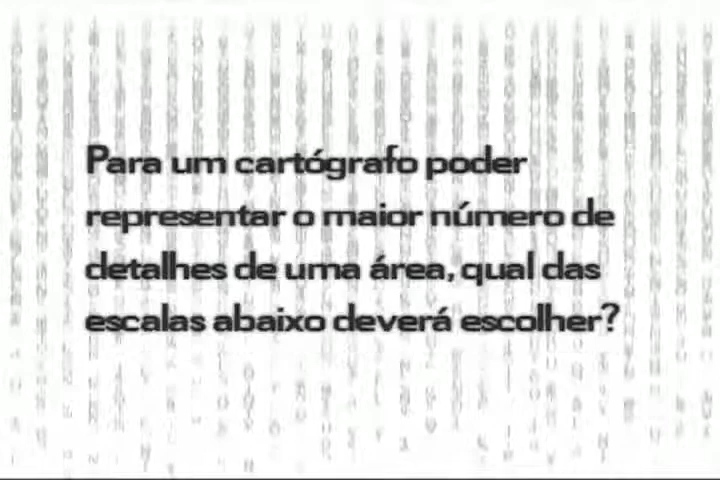 Para um cartógrafo poder
representar o maior número de
detalhes de uma área, qual das
escalas abaixo deverá escolher?